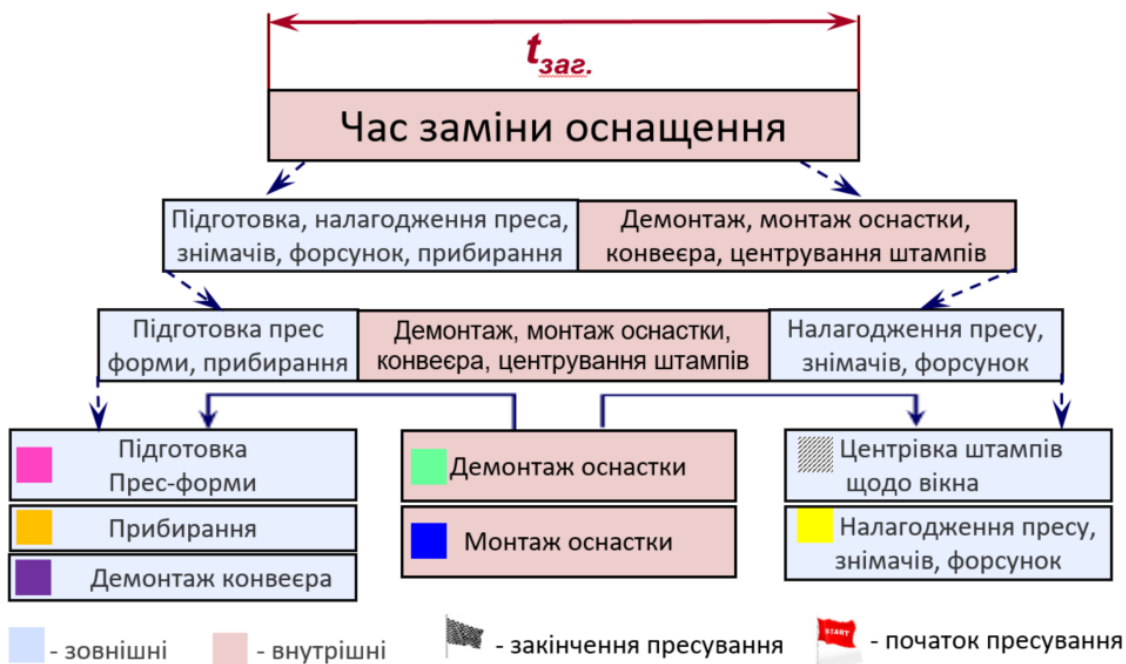 tзаг.
Час заміни оснащення
Підготовка, налагодження преса,
знімачів, форсунок, прибирання
Демонтаж, монтаж оснастки,
конвеєра, центрування штампів
Підготовка прес
форми, прибирання
Демонтаж, монтаж оснастки,
конвеєра, центрування штампів
Налагодження пресу,
знімачів, форсунок
Підготовка
Прес-форми
Прибирання
Демонтаж конвеєра
Демонтаж оснастки
Монтаж оснастки
Центрівка штампів
щодо вікна
Налагодження пресу,
знімачів, форсунок
- зовнішні
- внутрішні
- закінчення пресування
START
- початок пресування